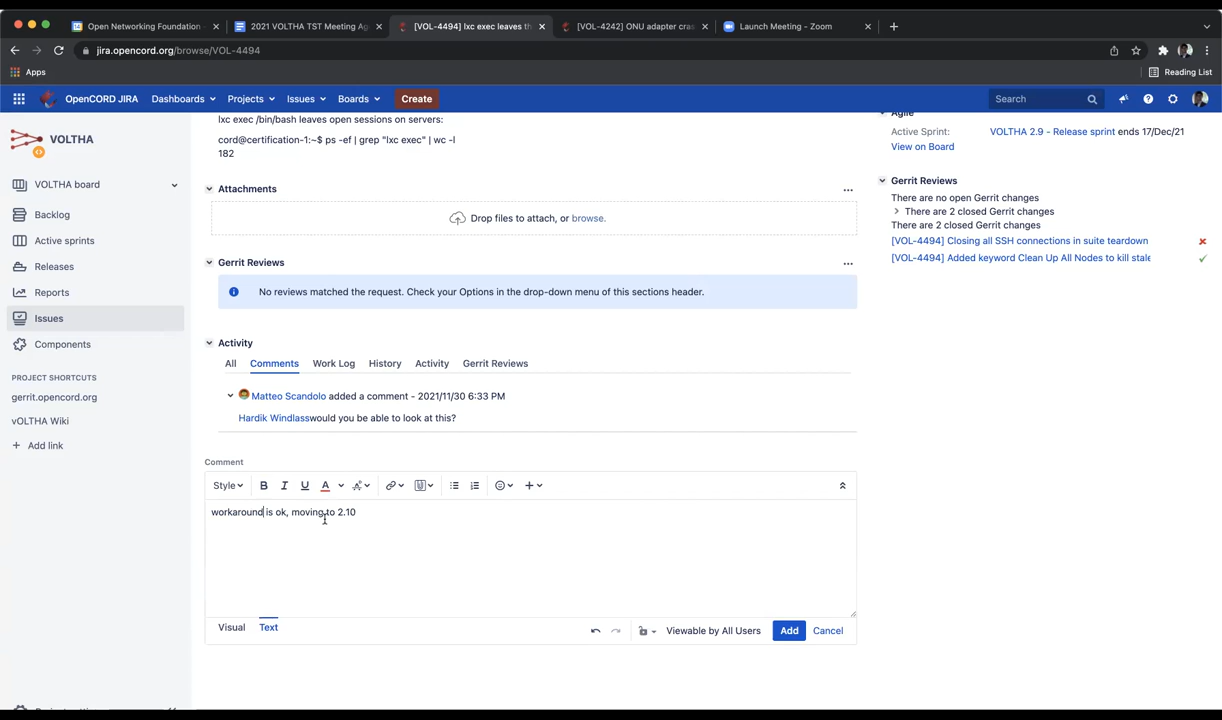 Open Networking Foundation
2021 VOLTHA TST Meeting Ag
[VOL-4494] lxc exec leaves th
[VOL-4242] ONU adapter cras
Launch Meeting - Zoom
jira.opencord.org/browse/VOL-4494
Apps
Reading List
OpenCORD JIRA Dashboards Projects Issues Boards Create Search
VOLTHA
VOLTHA board
Backlog
Active sprints
Releases
Reports
Issues
Components
PROJECT SHORTCUTS
gerrit.opencord.org
vOLTHA Wiki
+ Add link
lxc exec /bin/bash leaves open sessions on servers:
cord@certification-1:~$ ps -ef | grep "lxc exec" | wc -l
182
Attachments
Drop files to attach, or browse.
Gerrit Reviews
No reviews matched the request. Check your Options in the drop-down menu of this sections header.
Activity
All Comments Work Log History Activity Gerrit Reviews
Matteo Scandolo added a comment - 2021/11/30 6:33 PM
Hardik Windlasswould you be able to look at this?
Comment
Style B I U A
workaround is ok, moving to 2.10
Visual Text
Viewable by All Users Add Cancel
Agile
Active Sprint: VOLTHA 2.9 - Release sprint ends 17/Dec/21
View on Board
Gerrit Reviews
There are no open Gerrit changes
There are 2 closed Gerrit changes
There are 2 closed Gerrit changes
[VOL-4494] Closing all SSH connections in suite teardown
[VOL-4494] Added keyword Clean Up All Nodes to kill stale